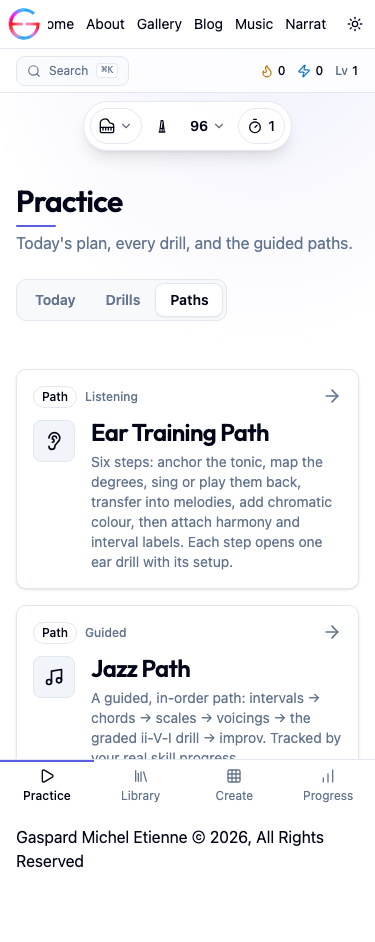 ome About Gallery Blog Music Narrat
Search ⌘K 0 0 Lv 1
96 1
Practice
Today's plan, every drill, and the guided paths.
Today Drills Paths
Path Listening
Ear Training Path
Six steps: anchor the tonic, map the
degrees, sing or play them back,
transfer into melodies, add chromatic
colour, then attach harmony and
interval labels. Each step opens one
ear drill with its setup.
Path Guided
Jazz Path
A guided, in-order path: intervals →
chords → scales → voicings → the
graded ii-V-I drill → improv. Tracked by
your real skill progress.
Practice Library Create Progress
Gaspard Michel Etienne © 2026, All Rights
Reserved